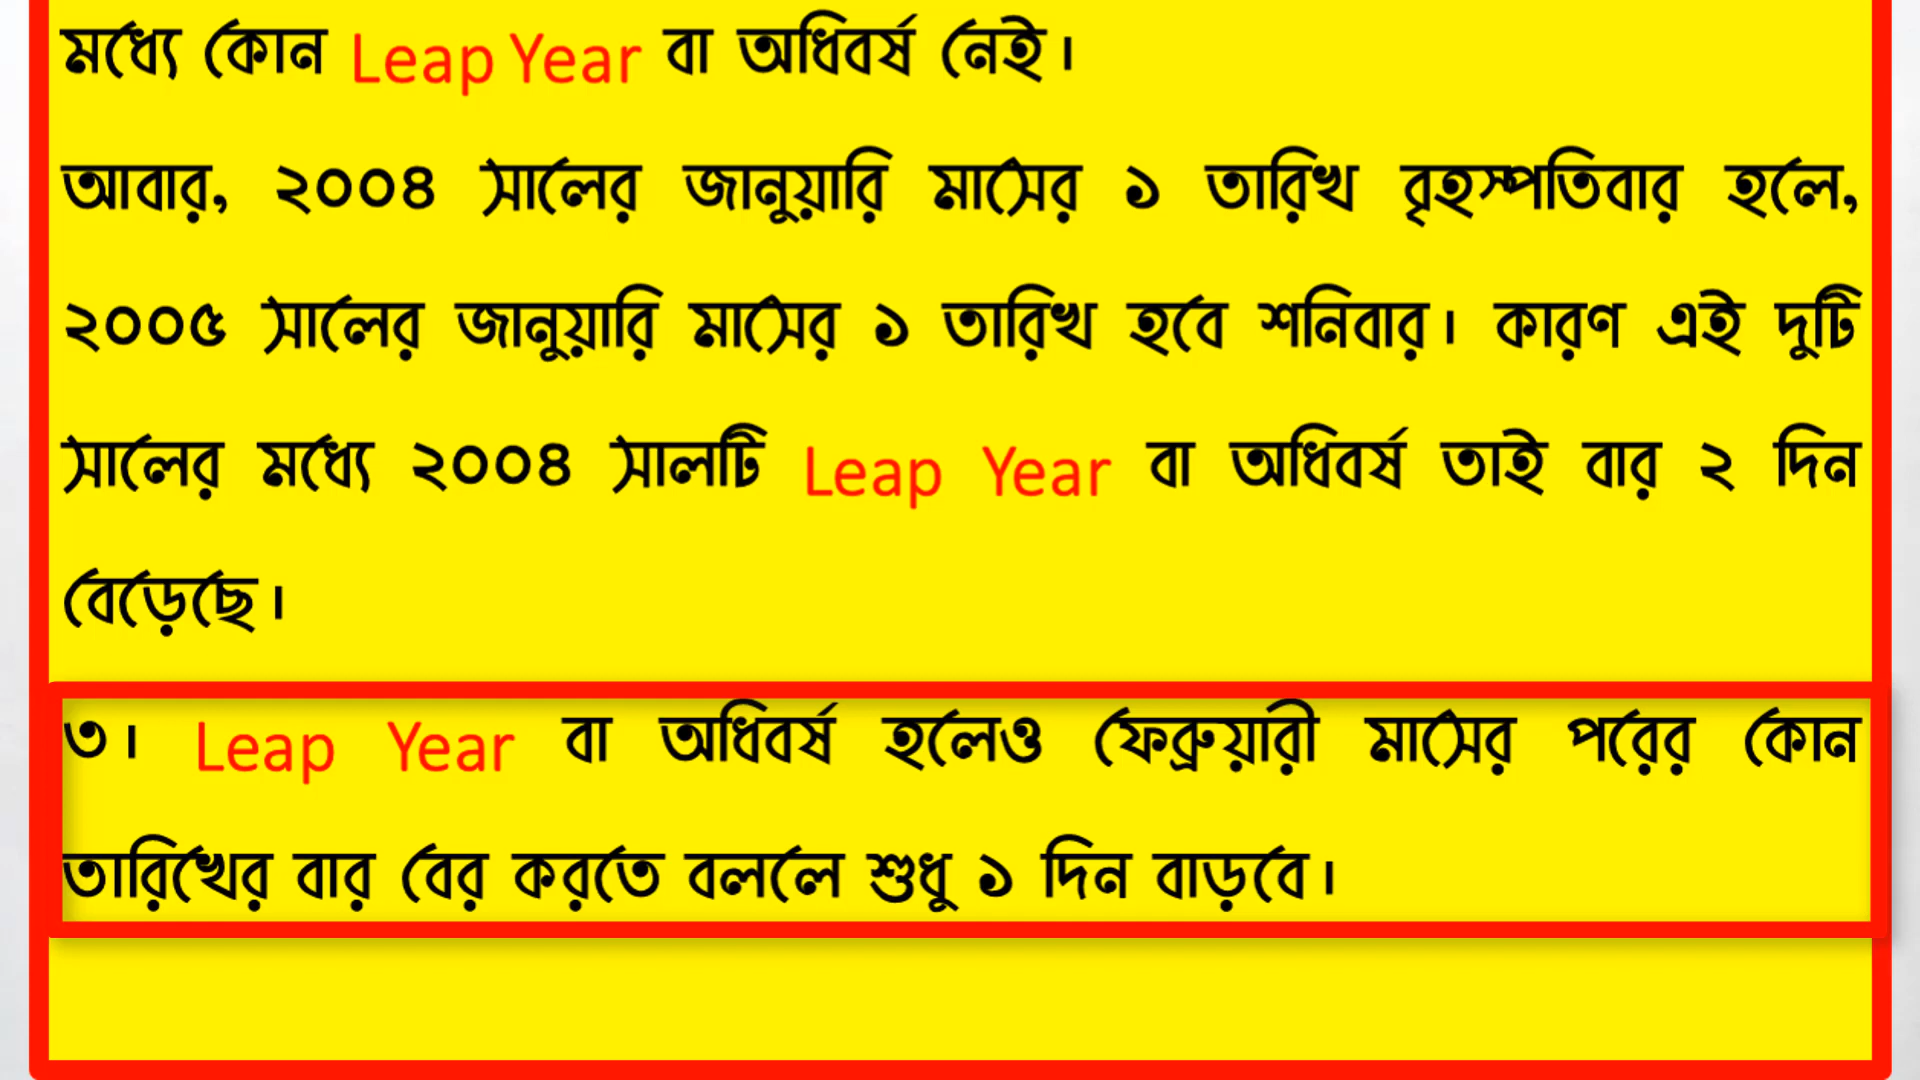 মধ্যে কোন Leap Year বা অধিবর্ষ নেই।
আবার, ২০০৪ সালের জানুয়ারি মাসের ১ তারিখ বৃহস্পতিবার হলে,
২০০৫ সালের জানুয়ারি মাসের ১ তারিখ হবে শনিবার। কারণ এই দুটি
সালের মধ্যে ২০০৪ সালটি Leap Year বা অধিবর্ষ তাই বার ২ দিন
বেড়েছে।
৩। Leap Year বা অধিবর্ষ হলেও ফেব্রুয়ারী মাসের পরের কোন
তারিখের বার বের করতে বললে শুধু ১ দিন বাড়বে।